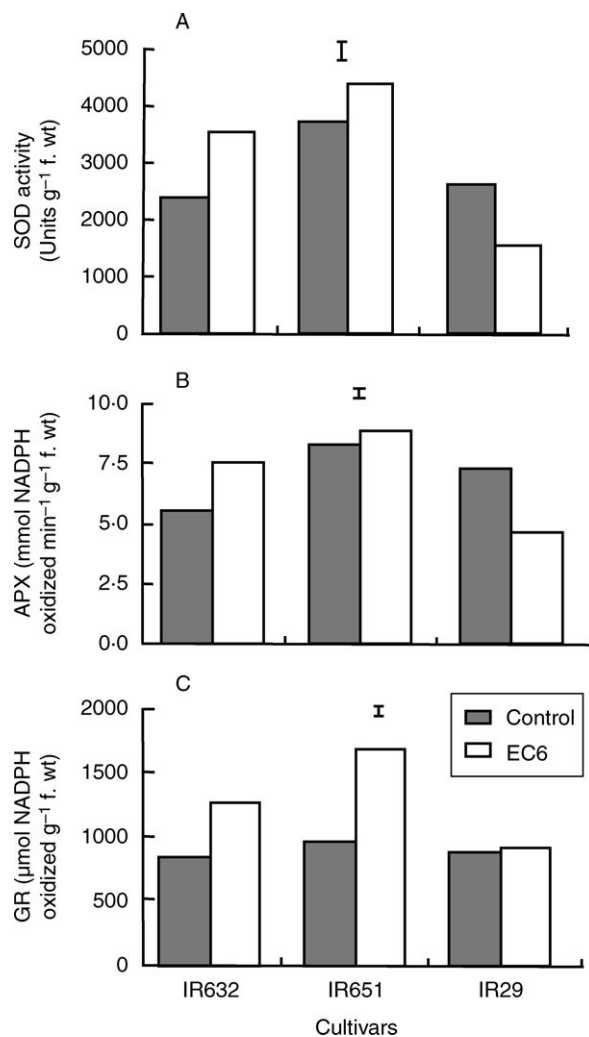 A
SOD activity
(Units g⁻¹ f. wt)
5000
4000
3000
2000
1000
0
B
APX (mmol NADPH
oxidized min⁻¹ g⁻¹ f. wt)
10·0
7·5
5·0
2·5
0·0
C
GR (μmol NADPH
oxidized g⁻¹ f. wt)
2000
1500
1000
500
0
Control
EC6
IR632 IR651 IR29
Cultivars